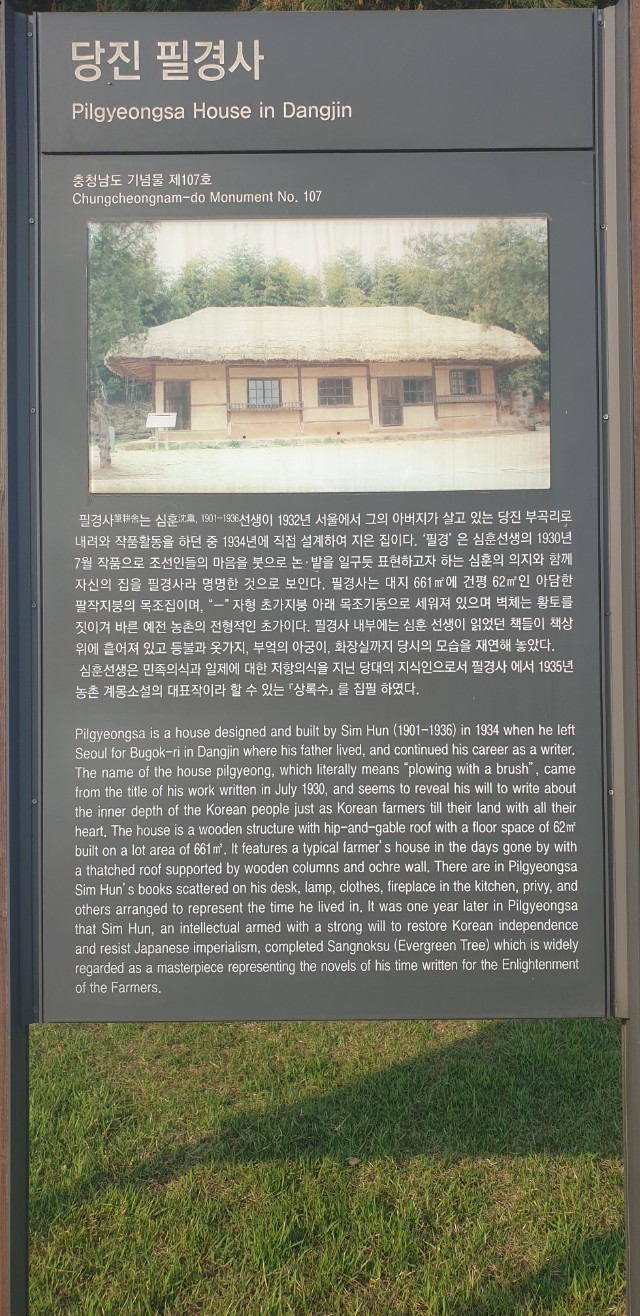 당진 필경사
Pilgyeongsa House in Dangjin
충청남도 기념물 제107호
Chungcheongnam-do Monument No. 107
필경사筆耕舍는 심훈沈熏, 1901-1936선생이 1932년 서울에서 그의 아버지가 살고 있는 당진 부곡리로
내려와 작품활동을 하던 중 1934년에 직접 설계하여 지은 집이다. ‘필경’ 은 심훈선생의 1930년
7월 작품으로 조선인들의 마음을 붓으로 논·밭을 일구듯 표현하고자 하는 심훈의 의지와 함께
자신의 집을 필경사라 명명한 것으로 보인다. 필경사는 대지 661㎡에 건평 62㎡인 아담한
팔작지붕의 목조집이며, “ㅡ” 자형 초가지붕 아래 목조기둥으로 세워져 있으며 벽체는 황토를
짓이겨 바른 예전 농촌의 전형적인 초가이다. 필경사 내부에는 심훈 선생이 읽었던 책들이 책상
위에 흩어져 있고 등불과 옷가지, 부엌의 아궁이, 화장실까지 당시의 모습을 재연해 놓았다.
심훈선생은 민족의식과 일제에 대한 저항의식을 지닌 당대의 지식인으로서 필경사 에서 1935년
농촌 계몽소설의 대표작이라 할 수 있는 『상록수』 를 집필 하였다.
Pilgyeongsa is a house designed and built by Sim Hun (1901-1936) in 1934 when he left
Seoul for Bugok-ri in Dangjin where his father lived, and continued his career as a writer.
The name of the house pilgyeong, which literally means “plowing with a brush”, came
from the title of his work written in July 1930, and seems to reveal his will to write about
the inner depth of the Korean people just as Korean farmers till their land with all their
heart. The house is a wooden structure with hip-and-gable roof with a floor space of 62㎡
built on a lot area of 661㎡. It features a typical farmer's house in the days gone by with
a thatched roof supported by wooden columns and ochre wall. There are in Pilgyeongsa
Sim Hun's books scattered on his desk, lamp, clothes, fireplace in the kitchen, privy, and
others arranged to represent the time he lived in. It was one year later in Pilgyeongsa
that Sim Hun, an intellectual armed with a strong will to restore Korean independence
and resist Japanese imperialism, completed Sangnoksu (Evergreen Tree) which is widely
regarded as a masterpiece representing the novels of his time written for the Enlightenment
of the Farmers.